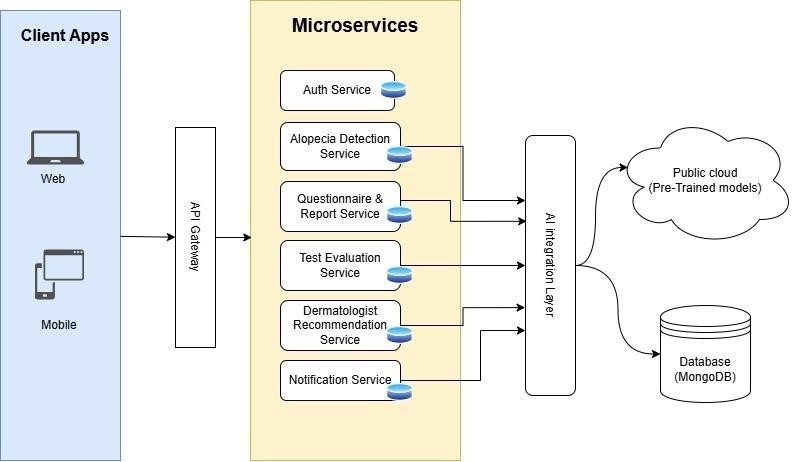 Client Apps
Web
Mobile
API Gateway
Microservices
Auth Service
Alopecia Detection
Service
Questionnaire &
Report Service
Test Evaluation
Service
Dermatologist
Recommendation
Service
Notification Service
AI integration Layer
Public cloud
(Pre-Trained models)
Database
(MongoDB)